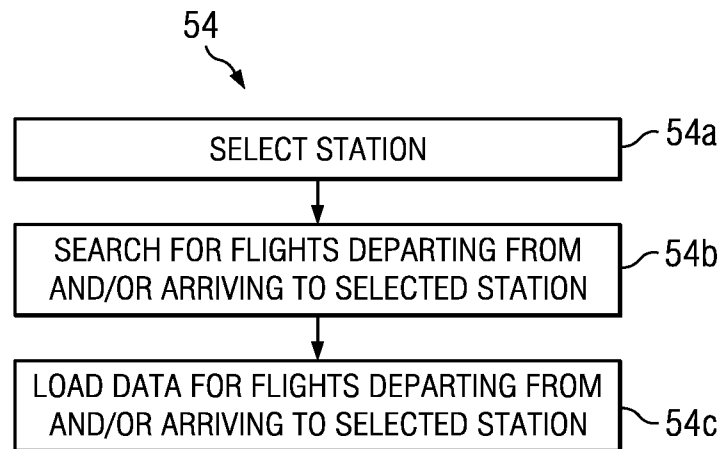 54
SELECT STATION
54a
SEARCH FOR FLIGHTS DEPARTING FROM
AND/OR ARRIVING TO SELECTED STATION
54b
LOAD DATA FOR FLIGHTS DEPARTING FROM
AND/OR ARRIVING TO SELECTED STATION
54c